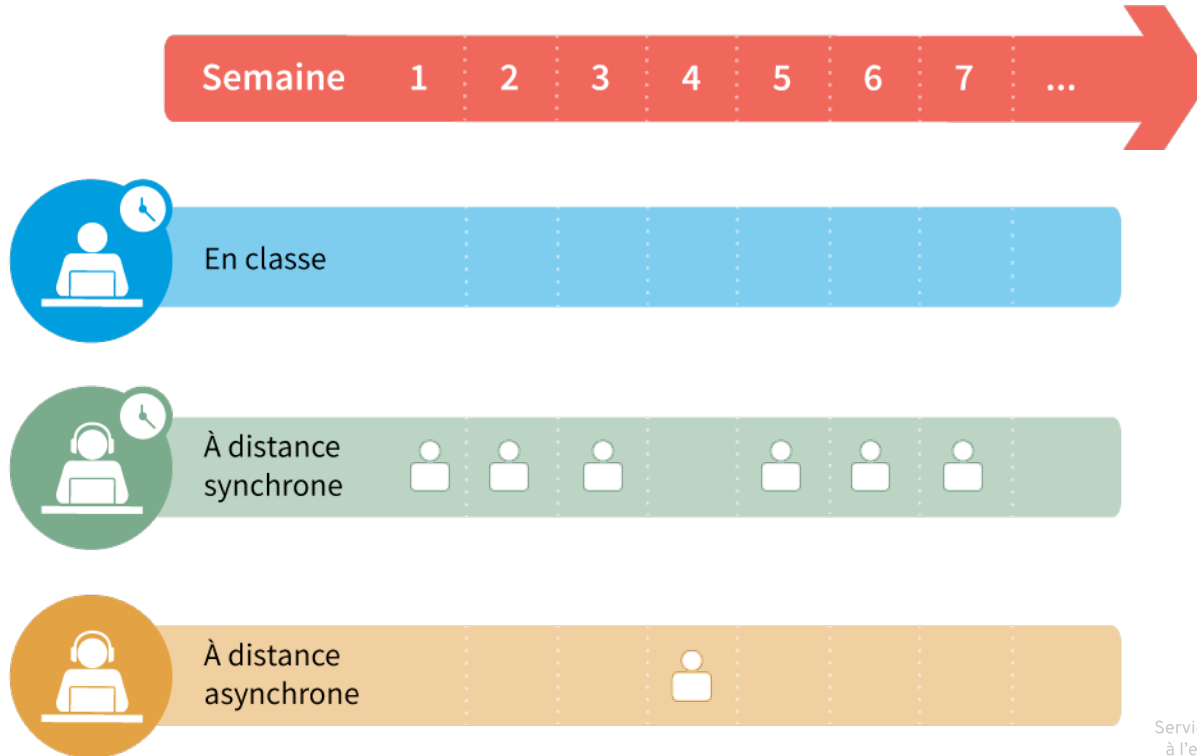 Semaine 1 2 3 4 5 6 7 ...
En classe
À distance
synchrone
À distance
asynchrone
à l'e